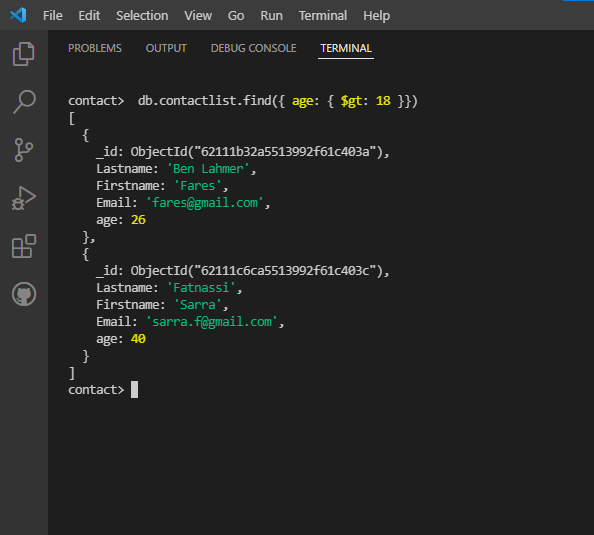 File Edit Selection View Go Run Terminal Help
PROBLEMS OUTPUT DEBUG CONSOLE TERMINAL
contact>  db.contactlist.find({ age: { $gt: 18 }})
[
  {
    _id: ObjectId("62111b32a5513992f61c403a"),
    Lastname: 'Ben Lahmer',
    Firstname: 'Fares',
    Email: 'fares@gmail.com',
    age: 26
  },
  {
    _id: ObjectId("62111c6ca5513992f61c403c"),
    Lastname: 'Fatnassi',
    Firstname: 'Sarra',
    Email: 'sarra.f@gmail.com',
    age: 40
  }
]
contact>